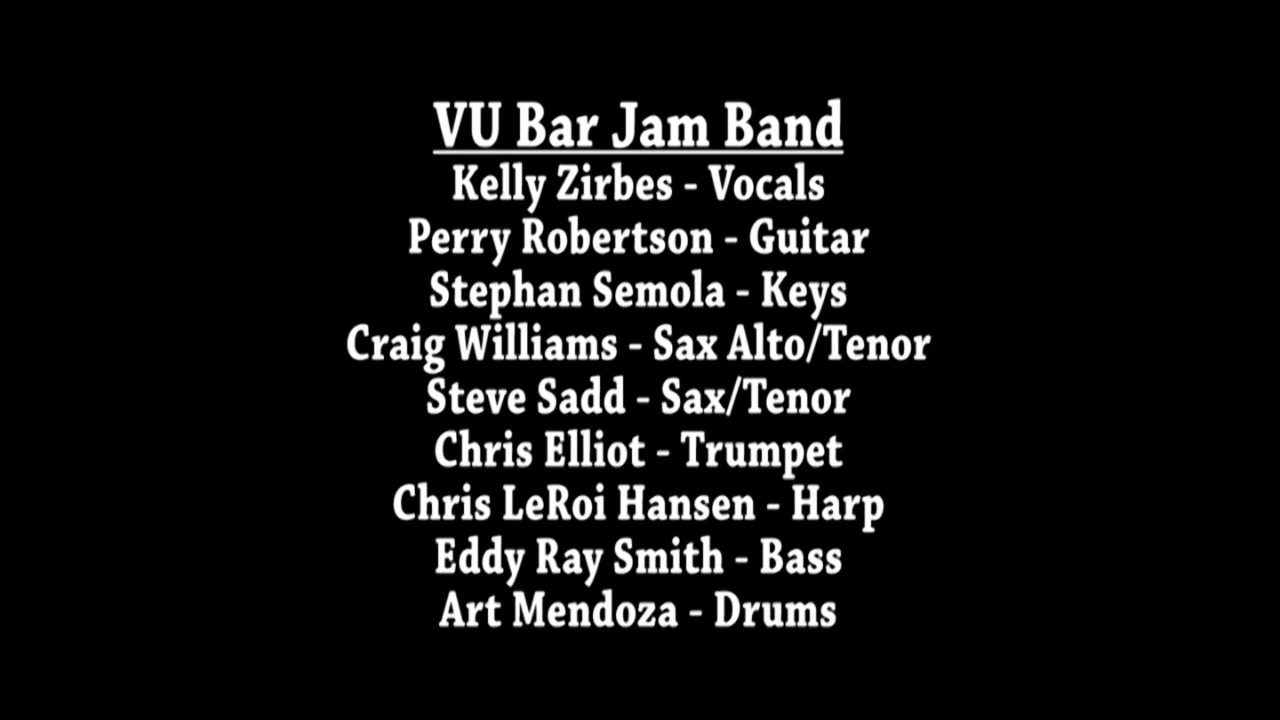 VU Bar Jam Band
Kelly Zirbes - Vocals
Perry Robertson - Guitar
Stephan Semola - Keys
Craig Williams - Sax Alto/Tenor
Steve Sadd - Sax/Tenor
Chris Elliot - Trumpet
Chris LeRoi Hansen - Harp
Eddy Ray Smith - Bass
Art Mendoza - Drums